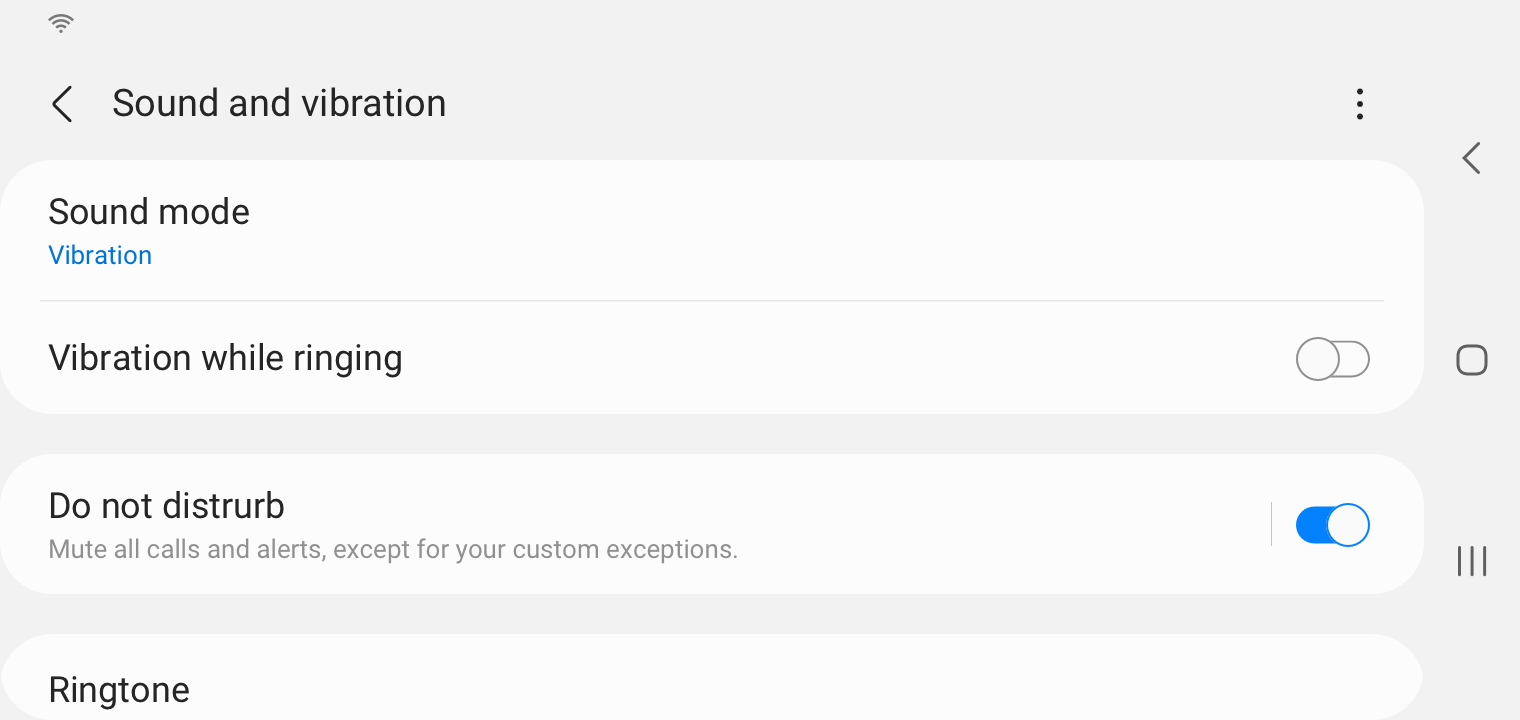 Sound and vibration
Sound mode
Vibration
Vibration while ringing
Do not distrurb
Mute all calls and alerts, except for your custom exceptions.
Ringtone